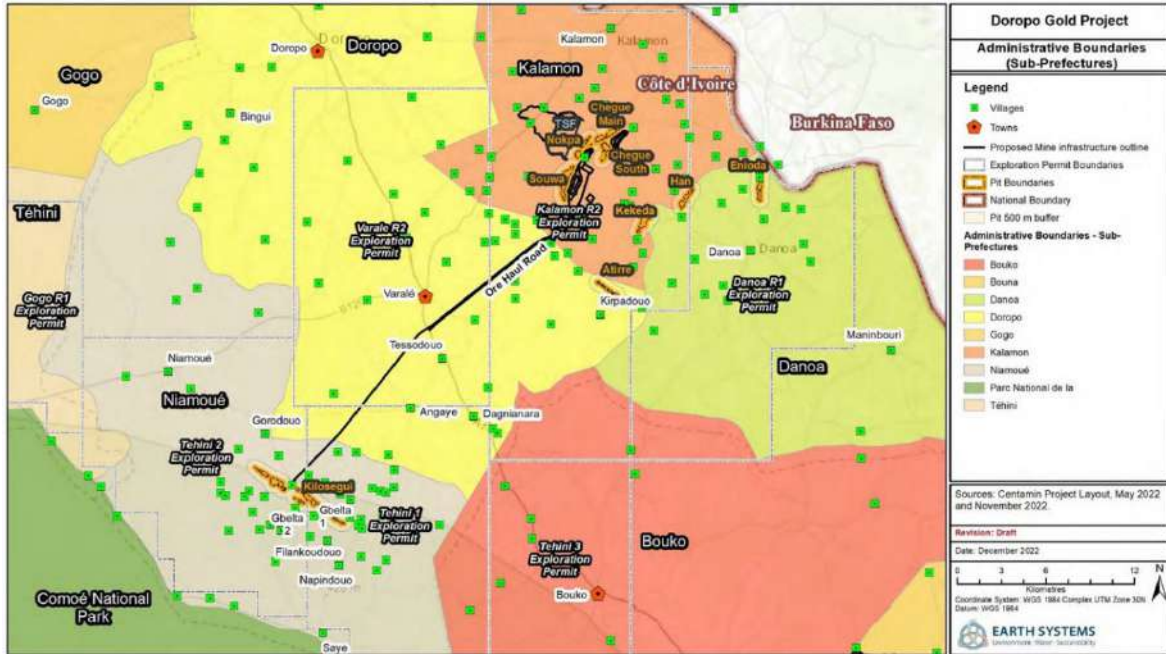 Doropo
Doropo
Doropo
Gogo
Gogo
Bingui
Kalamon
Kalamon
Kalamon
Côte d'Ivoire
Burkina Faso
TSF
Chegue
Main
Nokpa
Chegue
South
Souwa
Han
Enioda
Kekeda
Kalamon R2
Exploration
Permit
Téhini
Varale R2
Exploration
Permit
Ore Haul Road
Atirre
Kirpadouo
Danoa
Danoa
Danoa R1
Exploration
Permit
Gogo R1
Exploration
Permit
Varalé
Maninbouri
Tessodouo
Niamoué
Niamoué
Danoa
Angaye
Dagnianara
Gorodouo
Tehini 2
Exploration
Permit
Kilosegui
Gbelta
1
Gbelta
2
Tehini 1
Exploration
Permit
Filankoudouo
Napindouo
Tehini 3
Exploration
Permit
Bouko
Bouko
Comoé National
Park
Saye
Doropo Gold Project
Administrative Boundaries
(Sub-Prefectures)
Legend
Villages
Towns
Proposed Mine infrastructure outline
Exploration Permit Boundaries
Pit Boundaries
National Boundary
Pit 500 m buffer
Administrative Boundaries - Sub-
Prefectures
Bouko
Bouna
Danoa
Doropo
Gogo
Kalamon
Niamoué
Parc National de la
Téhini
Sources: Centamin Project Layout, May 2022
and November 2022.
Revision: Draft
Date: December 2022
0 3 6 12
Kilometres
N
Coordinate System: WGS 1984 Complex UTM Zone 30N
Datum: WGS 1984
EARTH SYSTEMS